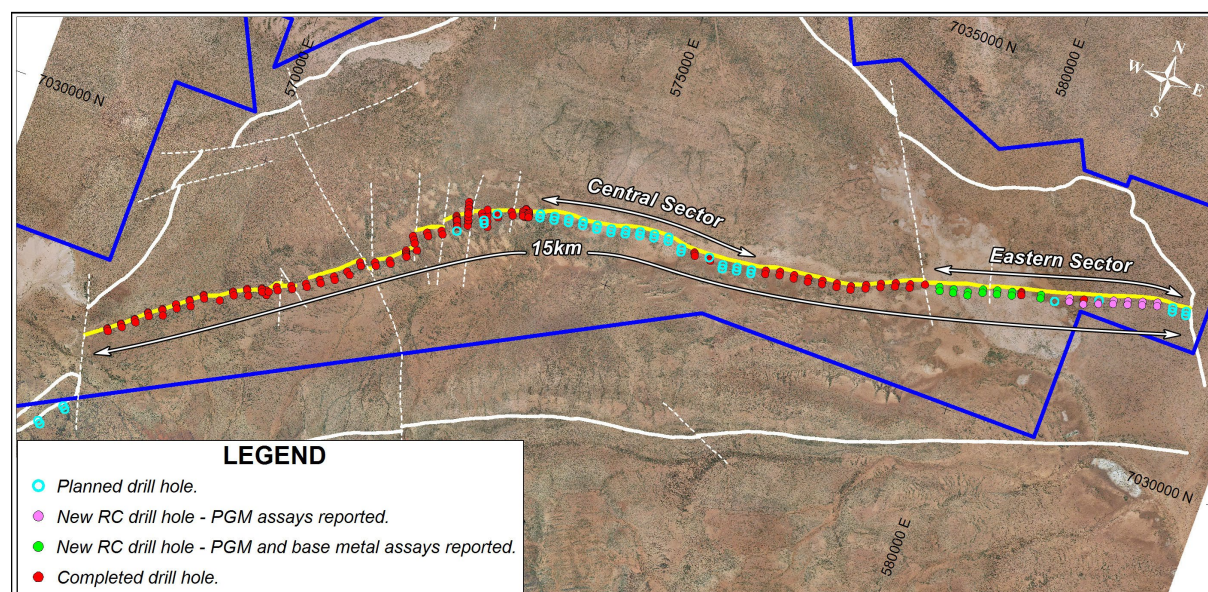 7030000 N
570000 E
575000 E
7035000 N
580000 E
N
W
E
S
Central Sector
15km
Eastern Sector
7030000 N
580000 E
LEGEND
Planned drill hole.
New RC drill hole - PGM assays reported.
New RC drill hole - PGM and base metal assays reported.
Completed drill hole.